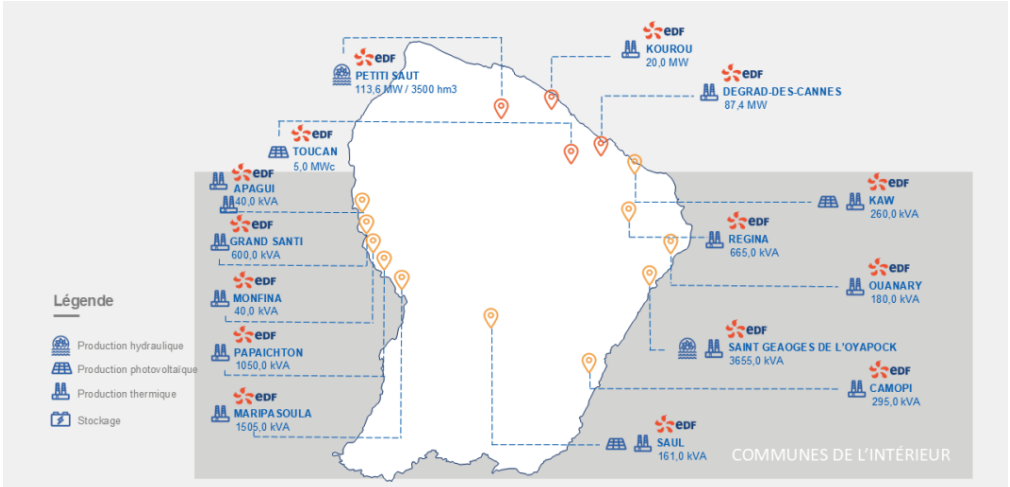 eDF
KOUROU
20,0 MW
eDF
PETITI SAUT
113,6 MW / 3500 hm3
eDF
DEGRAD-DES-CANNES
87,4 MW
eDF
TOUCAN
5,0 MWc
eDF
APAGUI
40,0 kVA
eDF
KAW
260,0 kVA
eDF
GRAND SANTI
600,0 kVA
eDF
REGINA
665,0 kVA
eDF
OUANARY
180,0 kVA
eDF
MONFINA
40,0 kVA
Légende
Production hydraulique
Production photovoltaïque
Production thermique
Stockage
eDF
PAPAICHTON
1050,0 kVA
eDF
SAINT GEAOGES DE L'OYAPOCK
3655,0 kVA
eDF
CAMOPI
295,0 kVA
eDF
MARIPASOULA
1505,0 kVA
eDF
SAUL
161,0 kVA
COMMUNES DE L'INTÉRIEUR